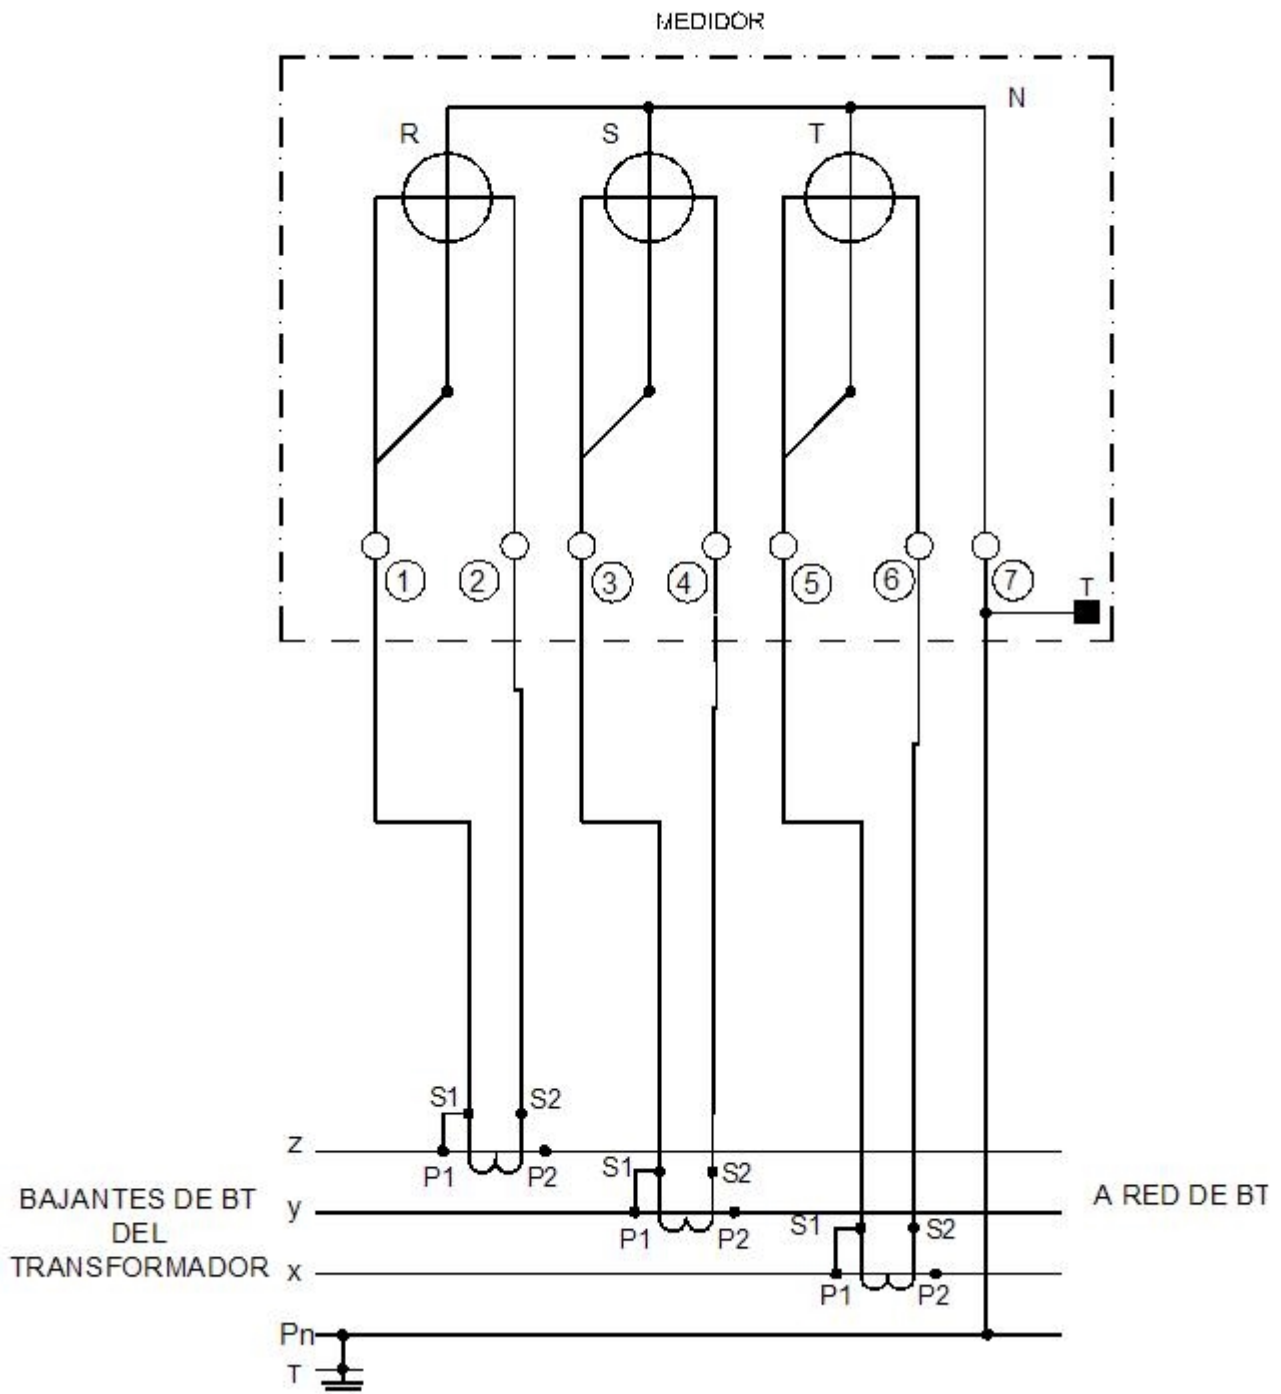 MEDIDOR
N
R S T
1 2 3 4 5 6 7
T
S1 S2
z
P1 P2
S1 S2
BAJANTES DE BT
DEL
TRANSFORMADOR
y
A RED DE BT
P1 P2
S1 S2
x
P1 P2
Pn
T